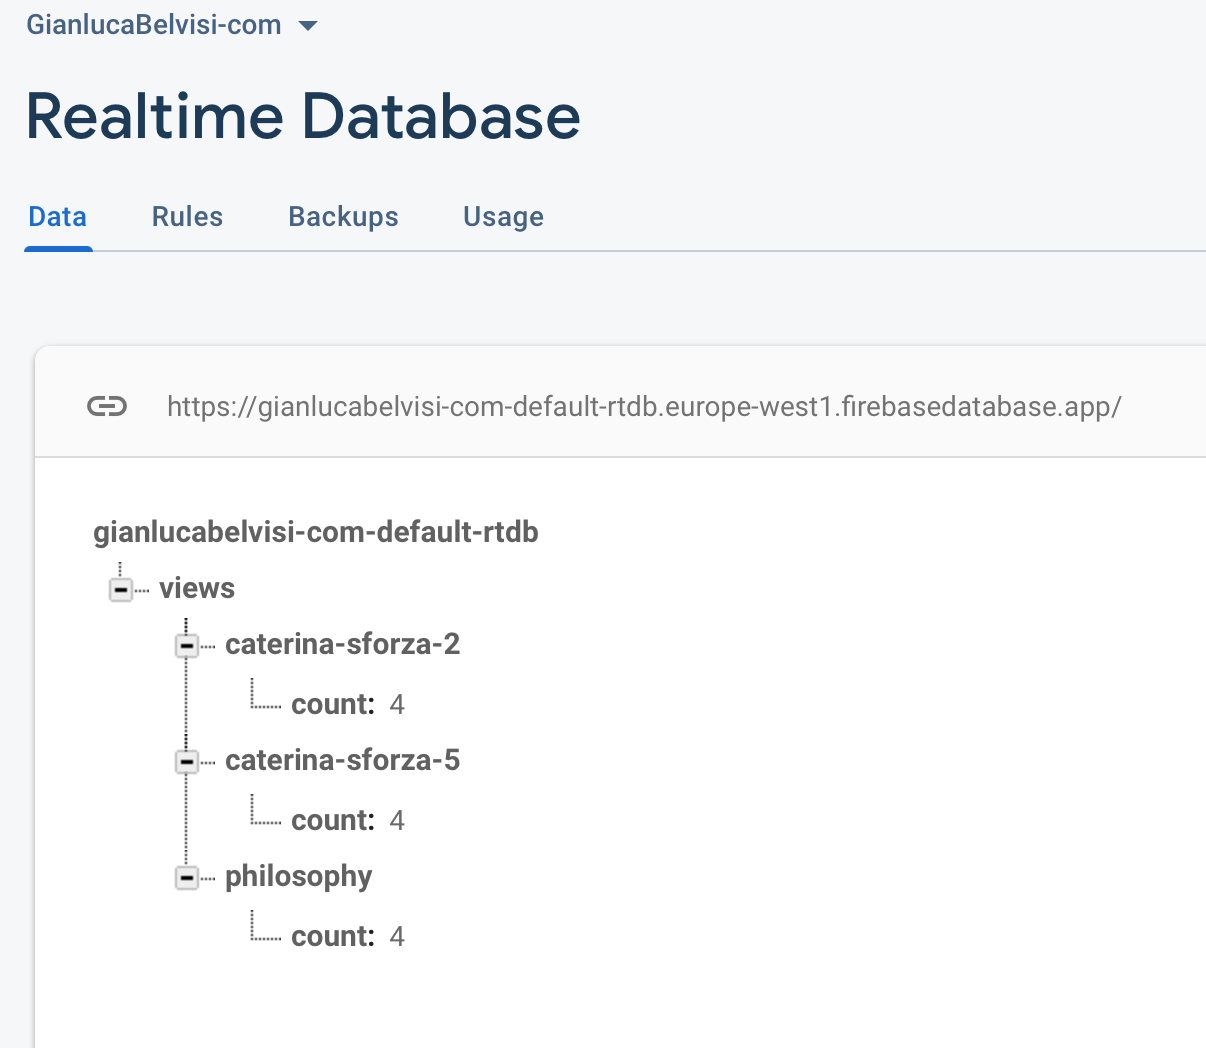 GianlucaBelvisi-com
Realtime Database
Data Rules Backups Usage
https://gianlucabelvisi-com-default-rtdb.europe-west1.firebasedatabase.app/
gianlucabelvisi-com-default-rtdb
views
caterina-sforza-2
count: 4
caterina-sforza-5
count: 4
philosophy
count: 4